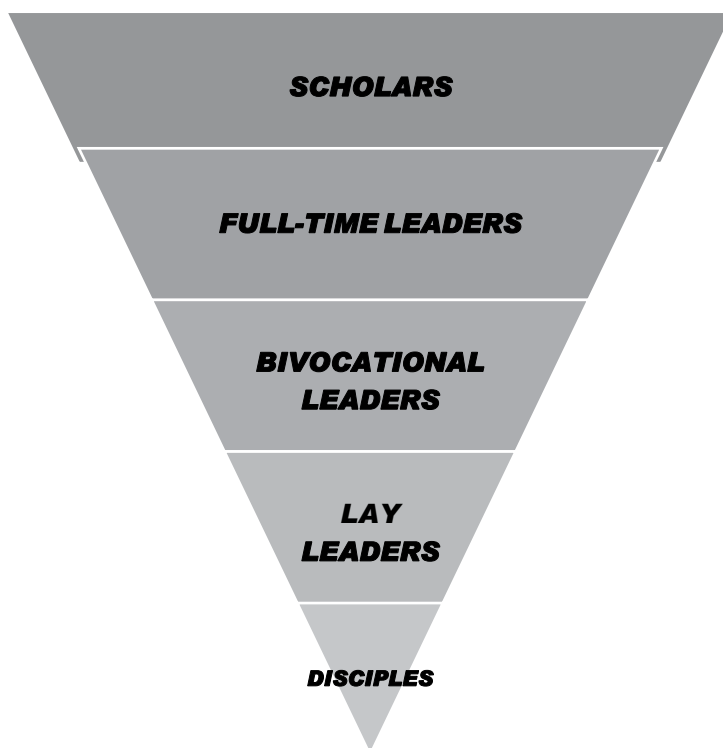 SCHOLARS
FULL-TIME LEADERS
BIVOCATIONAL
LEADERS
LAY
LEADERS
DISCIPLES